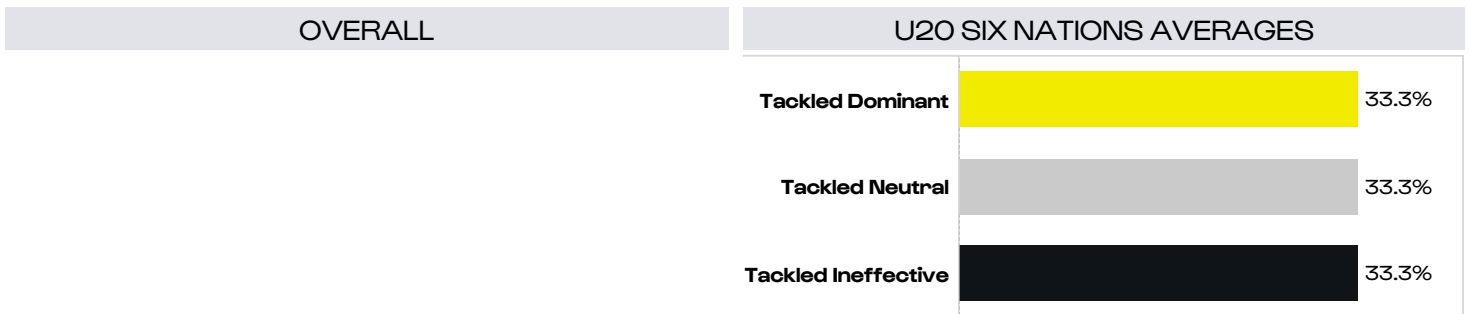 OVERALL
U20 SIX NATIONS AVERAGES
Tackled Dominant 33.3%
Tackled Neutral 33.3%
Tackled Ineffective 33.3%